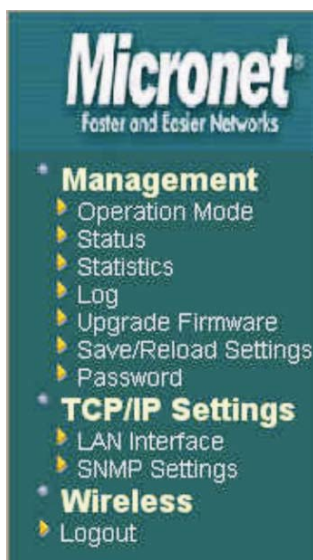 Micronet®
Faster and Easier Networks
Management
Operation Mode
Status
Statistics
Log
Upgrade Firmware
Save/Reload Settings
Password
TCP/IP Settings
LAN Interface
SNMP Settings
Wireless
Logout